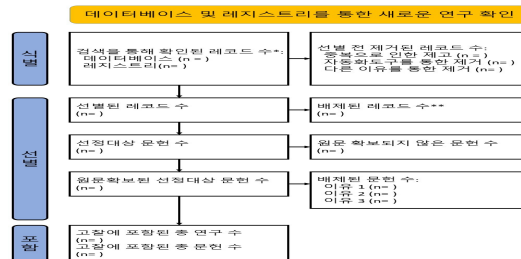 데이터베이스 및 레지스트리를 통한 새로운 연구 확인
식별
검색을 통해 확인된 레코드 수*:
데이터베이스 (n = )
레지스트리(n= )
선별 전 제거된 레코드 수:
중복으로 인한 제고 (n = )
자동화도구를 통한 제거 (n= )
다른 이유를 통한 제거 (n= )
선별
선별된 레코드 수
(n= )
배제된 레코드 수**
(n= )
선정대상 문헌 수
(n= )
원문 확보되지 않은 문헌 수
(n= )
원문확보된 선정대상 문헌 수
(n= )
배제된 문헌 수:
이유 1 (n= )
이유 2 (n= )
이유 3 (n= )
포함
고찰에 포함된 총 연구 수
(n= )
고찰에 포함된 총 문헌 수
(n= )